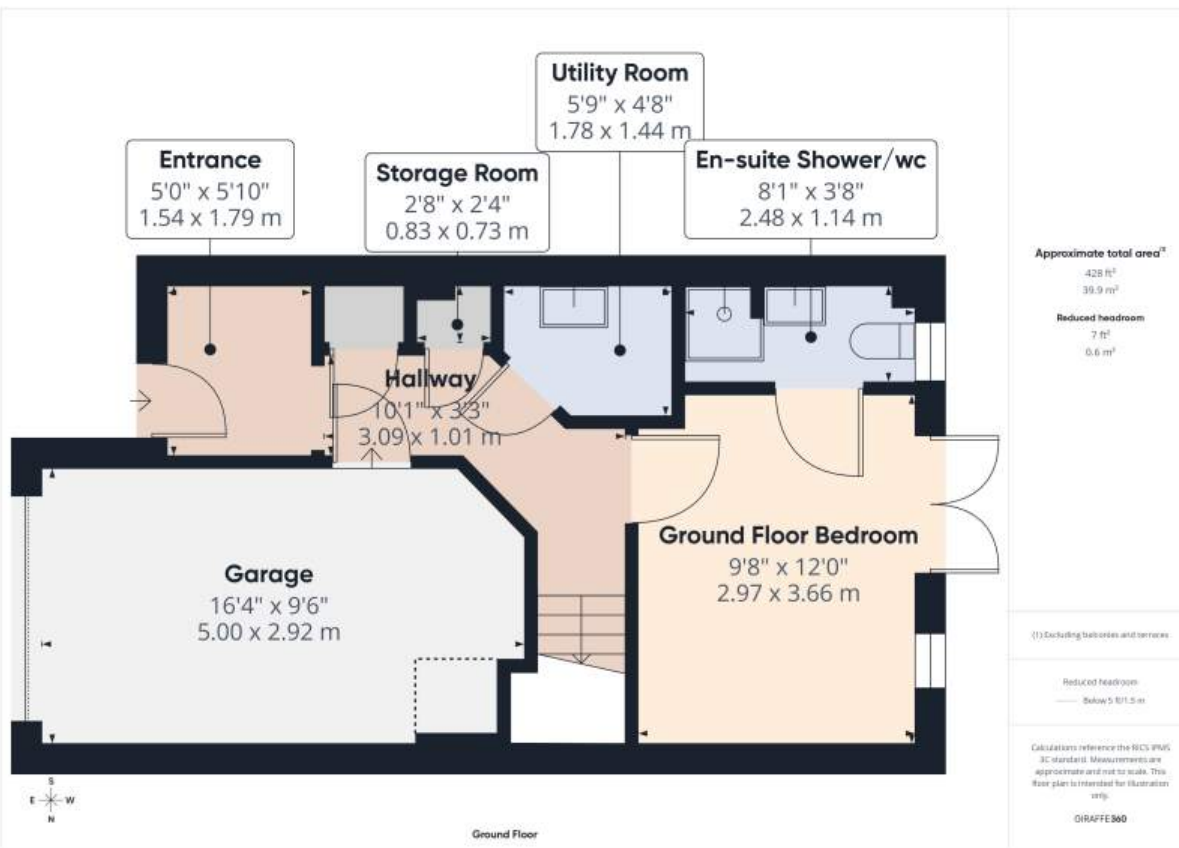 Utility Room
5'9" x 4'8"
1.78 x 1.44 m
Entrance
5'0" x 5'10"
1.54 x 1.79 m
Storage Room
2'8" x 2'4"
0.83 x 0.73 m
En-suite Shower/wc
8'1" x 3'8"
2.48 x 1.14 m
Hallway
10'1" x 3'3"
3.09 x 1.01 m
Ground Floor Bedroom
9'8" x 12'0"
2.97 x 3.66 m
Garage
16'4" x 9'6"
5.00 x 2.92 m
S
E W
N
Ground Floor
Approximate total area(1)
428 ft²
39.9 m²
Reduced headroom
7 ft²
0.6 m²
(1) Excluding balconies and terraces
Reduced headroom
Below 5 ft/1.5 m
Calculations reference the RICS IPMS
3C standard. Measurements are
approximate and not to scale. This
floor plan is intended for illustration
only.
GIRAFFE360